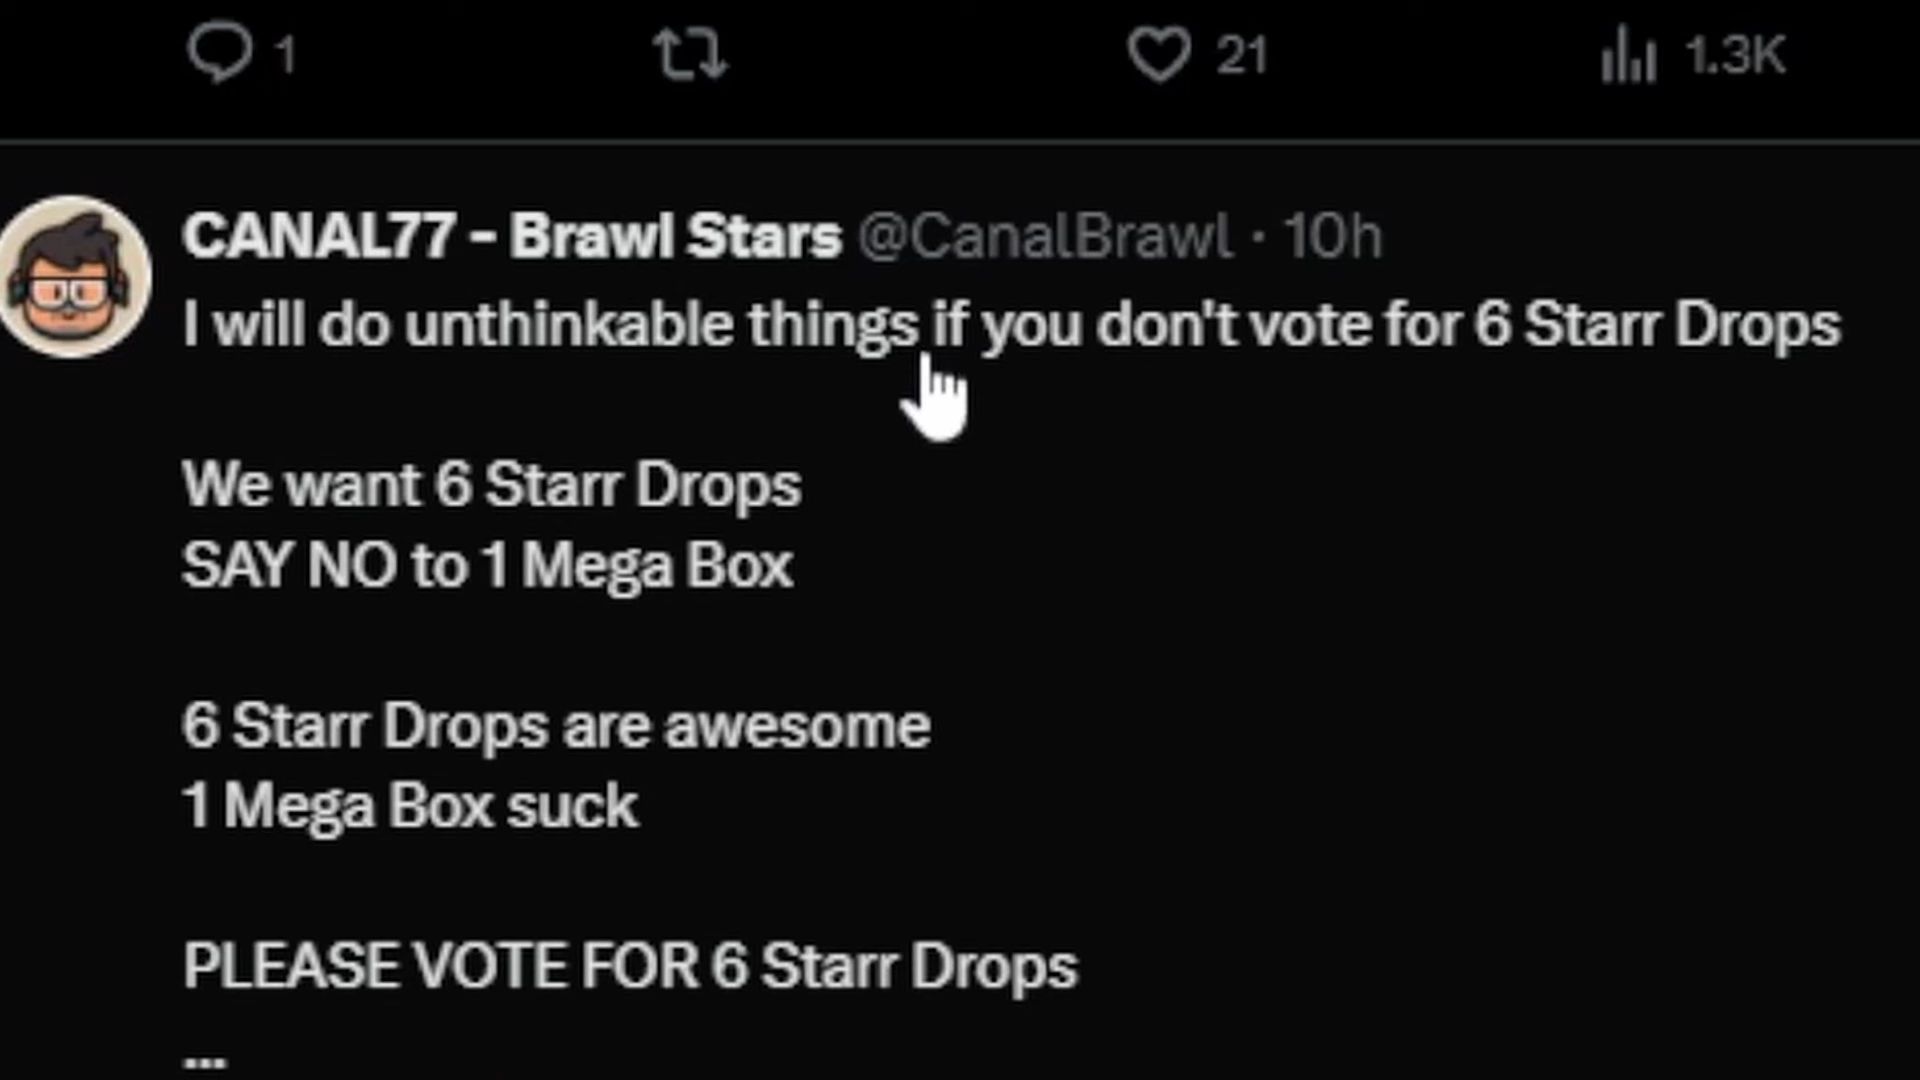 1 21 1.3K
CANAL77 - Brawl Stars @CanalBrawl · 10h
I will do unthinkable things if you don't vote for 6 Starr Drops
We want 6 Starr Drops
SAY NO to 1 Mega Box
6 Starr Drops are awesome
1 Mega Box suck
PLEASE VOTE FOR 6 Starr Drops
...